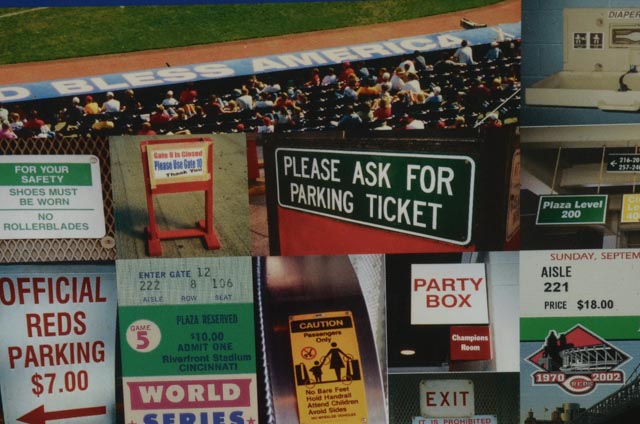 D BLESS AMERICA
DIAPER
FOR YOUR
SAFETY
SHOES MUST
BE WORN
NO
ROLLERBLADES
Gate 9 is Closed
Please Use Gate 10
Thank You
PLEASE ASK FOR
PARKING TICKET
Plaza Level
200
OFFICIAL
REDS
PARKING
$7.00
ENTER GATE 12
222 8 106
AISLE ROW SEAT
GAME
5
PLAZA RESERVED
$10.00
ADMIT ONE
Riverfront Stadium
CINCINNATI
WORLD
SERIES
CAUTION
Passengers
Only
No Bare Feet
Hold Handrail
Attend Children
Avoid Sides
PARTY
BOX
Champions
Room
EXIT
IT IS PROHIBITED
SUNDAY, SEPTEM
AISLE
221
PRICE $18.00
1970 2002
REDS